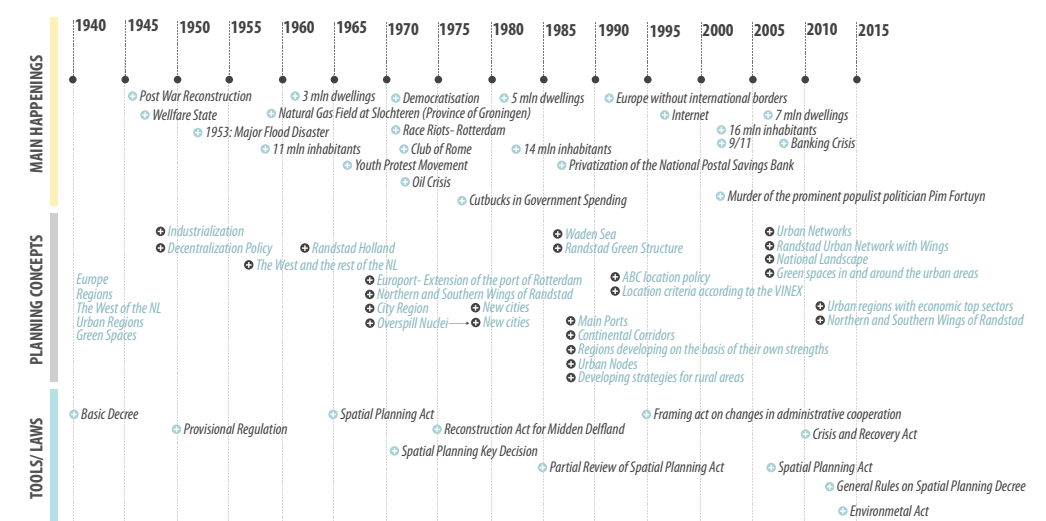 1940 1945 1950 1955 1960 1965 1970 1975 1980 1985 1990 1995 2000 2005 2010 2015
MAIN HAPPENINGS
Post War Reconstruction 3 mln dwellings Democratisation 5 mln dwellings Europe without international borders
Wellfare State Natural Gas Field at Slochteren (Province of Groningen) Internet 7 mln dwellings
1953: Major Flood Disaster Race Riots- Rotterdam 16 mln inhabitants
11 mln inhabitants Club of Rome 14 mln inhabitants 9/11 Banking Crisis
Youth Protest Movement Privatization of the National Postal Savings Bank
Oil Crisis
Cutbucks in Government Spending Murder of the prominent populist politician Pim Fortuyn
PLANNING CONCEPTS
Industrialization Waden Sea Urban Networks
Decentralization Policy Randstad Holland Randstad Green Structure Randstad Urban Network with Wings
The West and the rest of the NL National Landscape
Europe Europort- Extension of the port of Rotterdam ABC location policy Green spaces in and around the urban areas
Regions Northern and Southern Wings of Randstad Location criteria according to the VINEX
The West of the NL City Region New cities Urban regions with economic top sectors
Urban Regions Overspill Nuclei New cities Main Ports Northern and Southern Wings of Randstad
Green Spaces Continental Corridors
Regions developing on the basis of their own strengths
Urban Nodes
Developing strategies for rural areas
TOOLS/ LAWS
Basic Decree Spatial Planning Act Framing act on changes in administrative cooperation
Provisional Regulation Reconstruction Act for Midden Delfland Crisis and Recovery Act
Spatial Planning Key Decision
Partial Review of Spatial Planning Act Spatial Planning Act
General Rules on Spatial Planning Decree
Environmetal Act